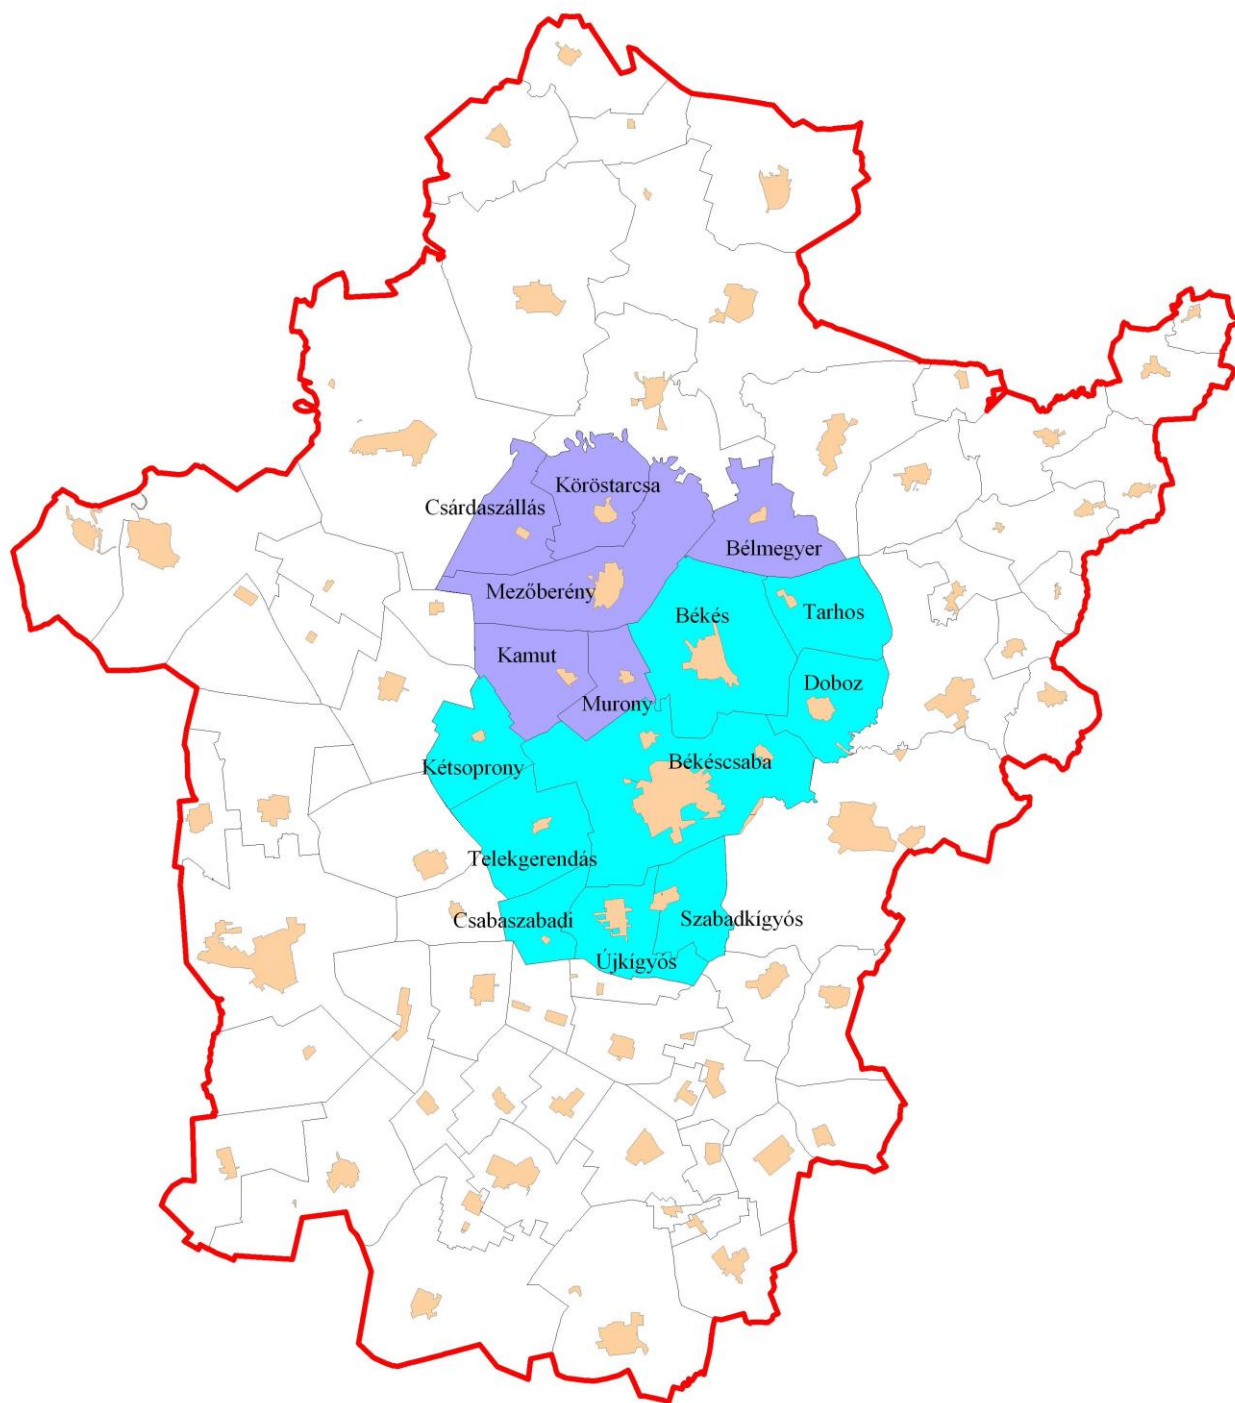 Köröstarcsa
Csárdaszállás
Bélmegyer
Mezőberény
Békés
Tarhos
Kamut
Doboz
Murony
Békéscsaba
Kétsoprony
Telekgerendás
Csabaszabadi
Szabadkígyós
Újkígyós